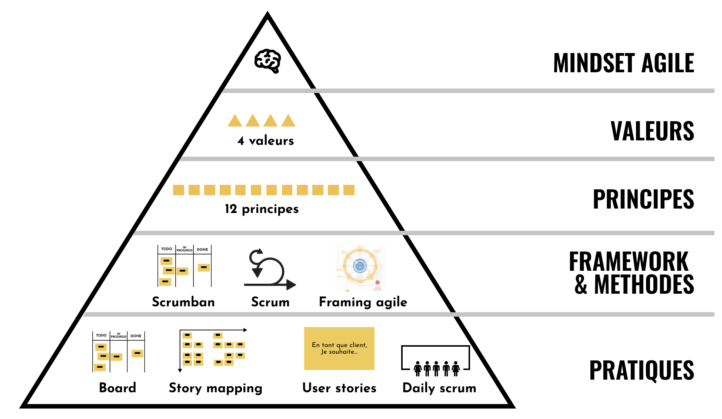 MINDSET AGILE
4 valeurs
VALEURS
12 principes
PRINCIPES
TODO
IN
PROGRESS
DONE
Scrumban
Scrum
Framing agile
FRAMEWORK
& METHODES
TODO
IN
PROGRESS
DONE
Board
Story mapping
En tant que client,
Je souhaite...
User stories
Daily scrum
PRATIQUES